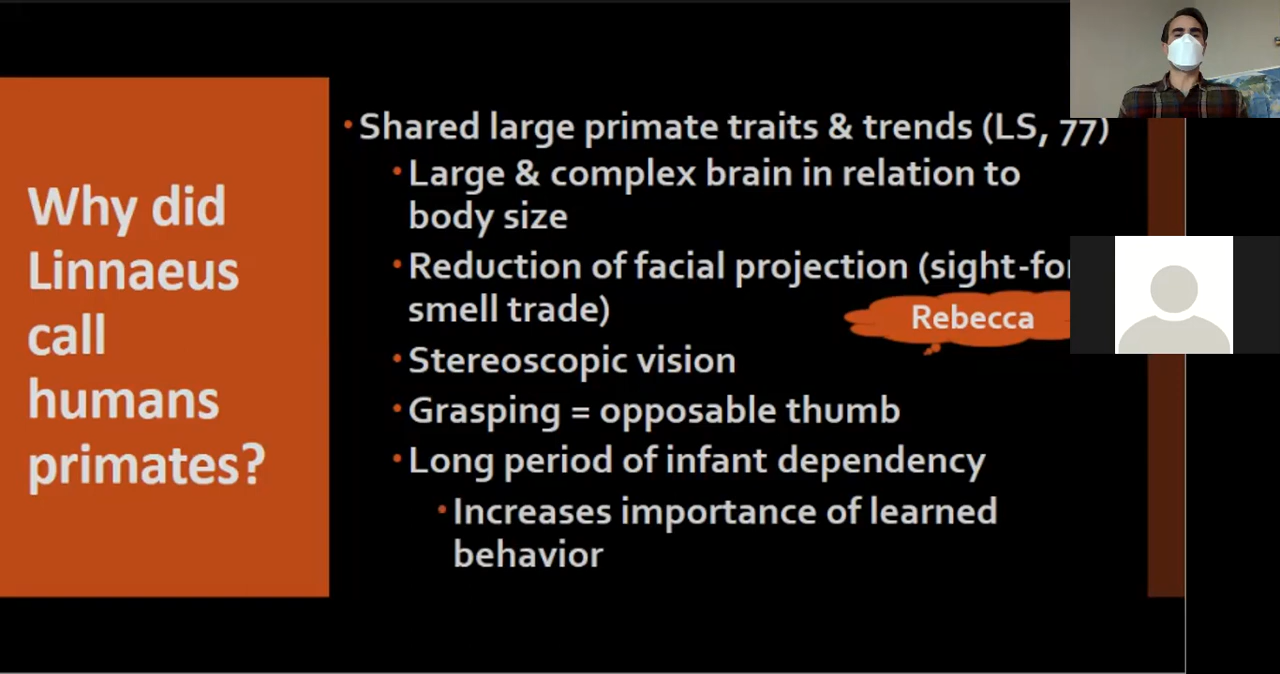 Why did
Linnaeus
call
humans
primates?
• Shared large primate traits & trends (LS, 77)
• Large & complex brain in relation to
body size
• Reduction of facial projection (sight-for
smell trade)
Rebecca
• Stereoscopic vision
• Grasping = opposable thumb
• Long period of infant dependency
• Increases importance of learned
behavior